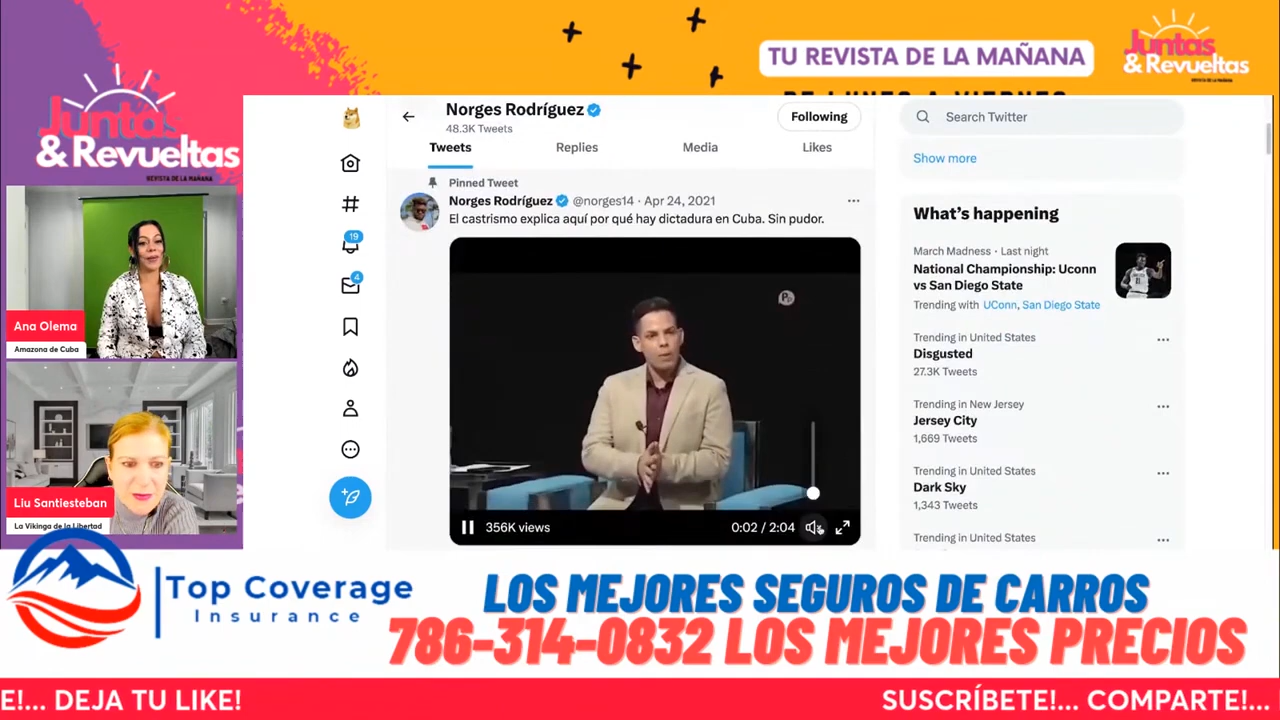 TU REVISTA DE LA MAÑANA
Juntas
& Revueltas
REVISTA DE LA MAÑANA
Juntas
& Revueltas
REVISTA DE LA MAÑANA
Ana Olema
Amazona de Cuba
Liu Santiesteban
La Vikinga de la Libertad
19
4
Norges Rodríguez
48.3K Tweets
Following
Tweets
Replies
Media
Likes
Pinned Tweet
Norges Rodríguez @norges14 · Apr 24, 2021
El castrismo explica aquí por qué hay dictadura en Cuba. Sin pudor.
356K views
0:02 / 2:04
Search Twitter
Show more
What's happening
March Madness · Last night
National Championship: Uconn
vs San Diego State
Trending with UConn, San Diego State
Trending in United States
Disgusted
27.3K Tweets
Trending in New Jersey
Jersey City
1,669 Tweets
Trending in United States
Dark Sky
1,343 Tweets
Trending in United States
Top Coverage
Insurance
LOS MEJORES SEGUROS DE CARROS
786-314-0832 LOS MEJORES PRECIOS
E!... DEJA TU LIKE!
SUSCRÍBETE!... COMPARTE!...